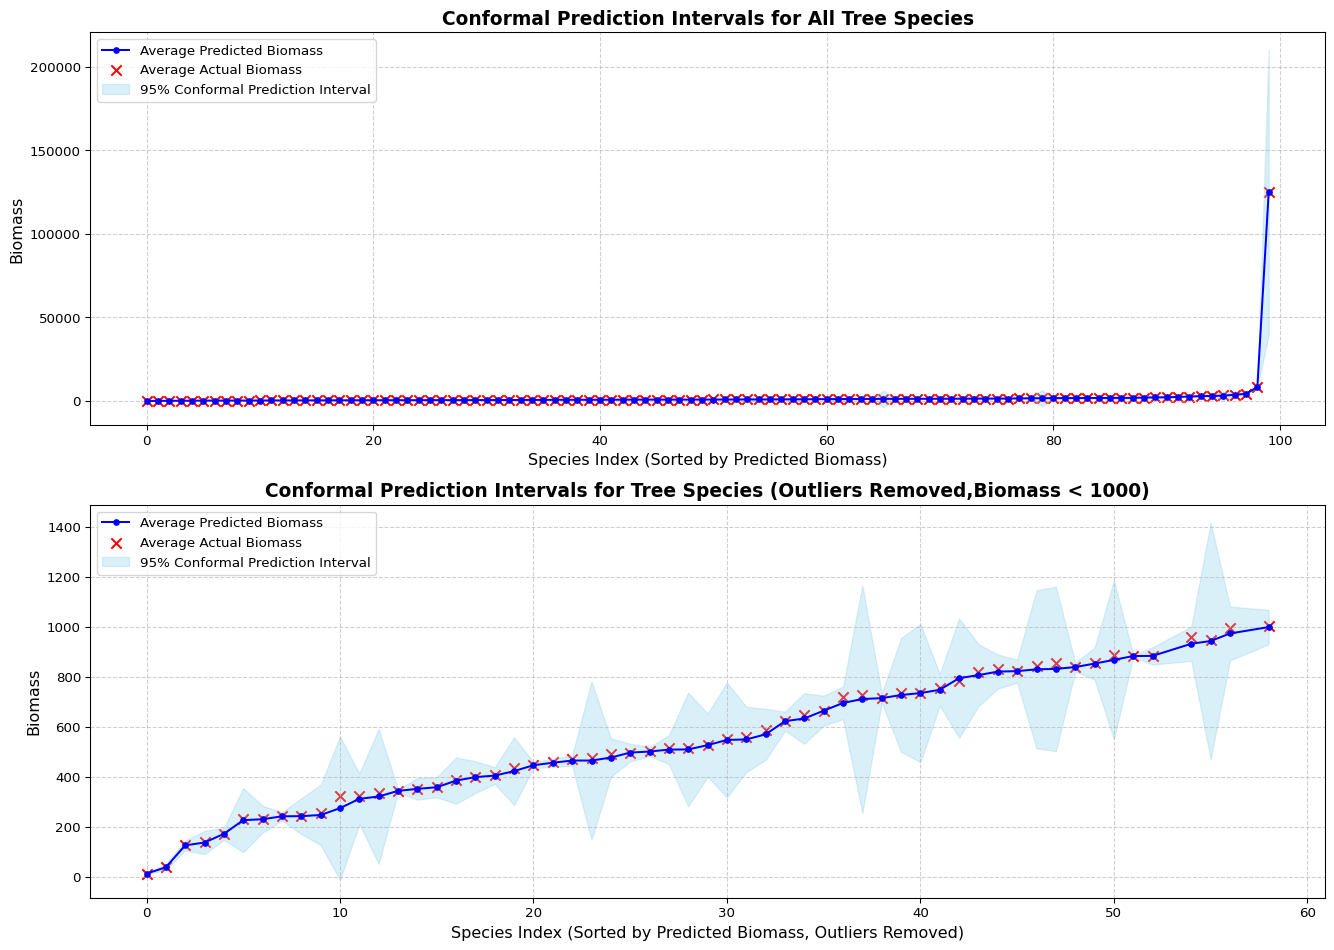 Conformal Prediction Intervals for All Tree Species
Average Predicted Biomass
Average Actual Biomass
95% Conformal Prediction Interval
200000
150000
100000
50000
0
Biomass
0 20 40 60 80 100
Species Index (Sorted by Predicted Biomass)
Conformal Prediction Intervals for Tree Species (Outliers Removed,Biomass < 1000)
Average Predicted Biomass
Average Actual Biomass
95% Conformal Prediction Interval
1400
1200
1000
800
600
400
200
0
Biomass
0 10 20 30 40 50 60
Species Index (Sorted by Predicted Biomass, Outliers Removed)